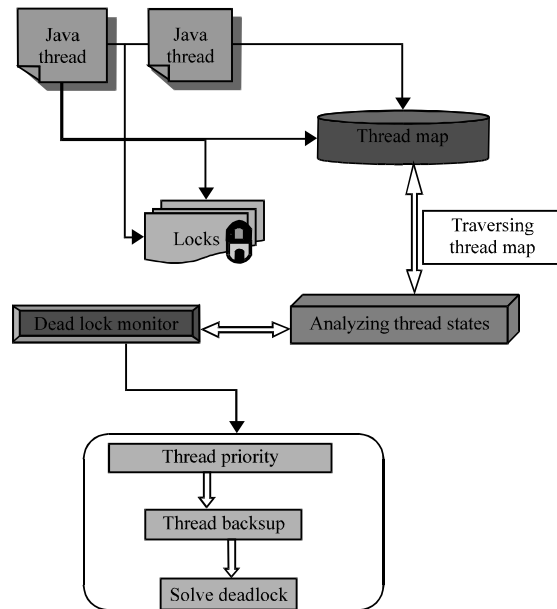 Java
thread
Java
thread
Thread map
Locks
Traversing
thread map
Dead lock monitor
Analyzing thread states
Thread priority
Thread backsup
Solve deadlock